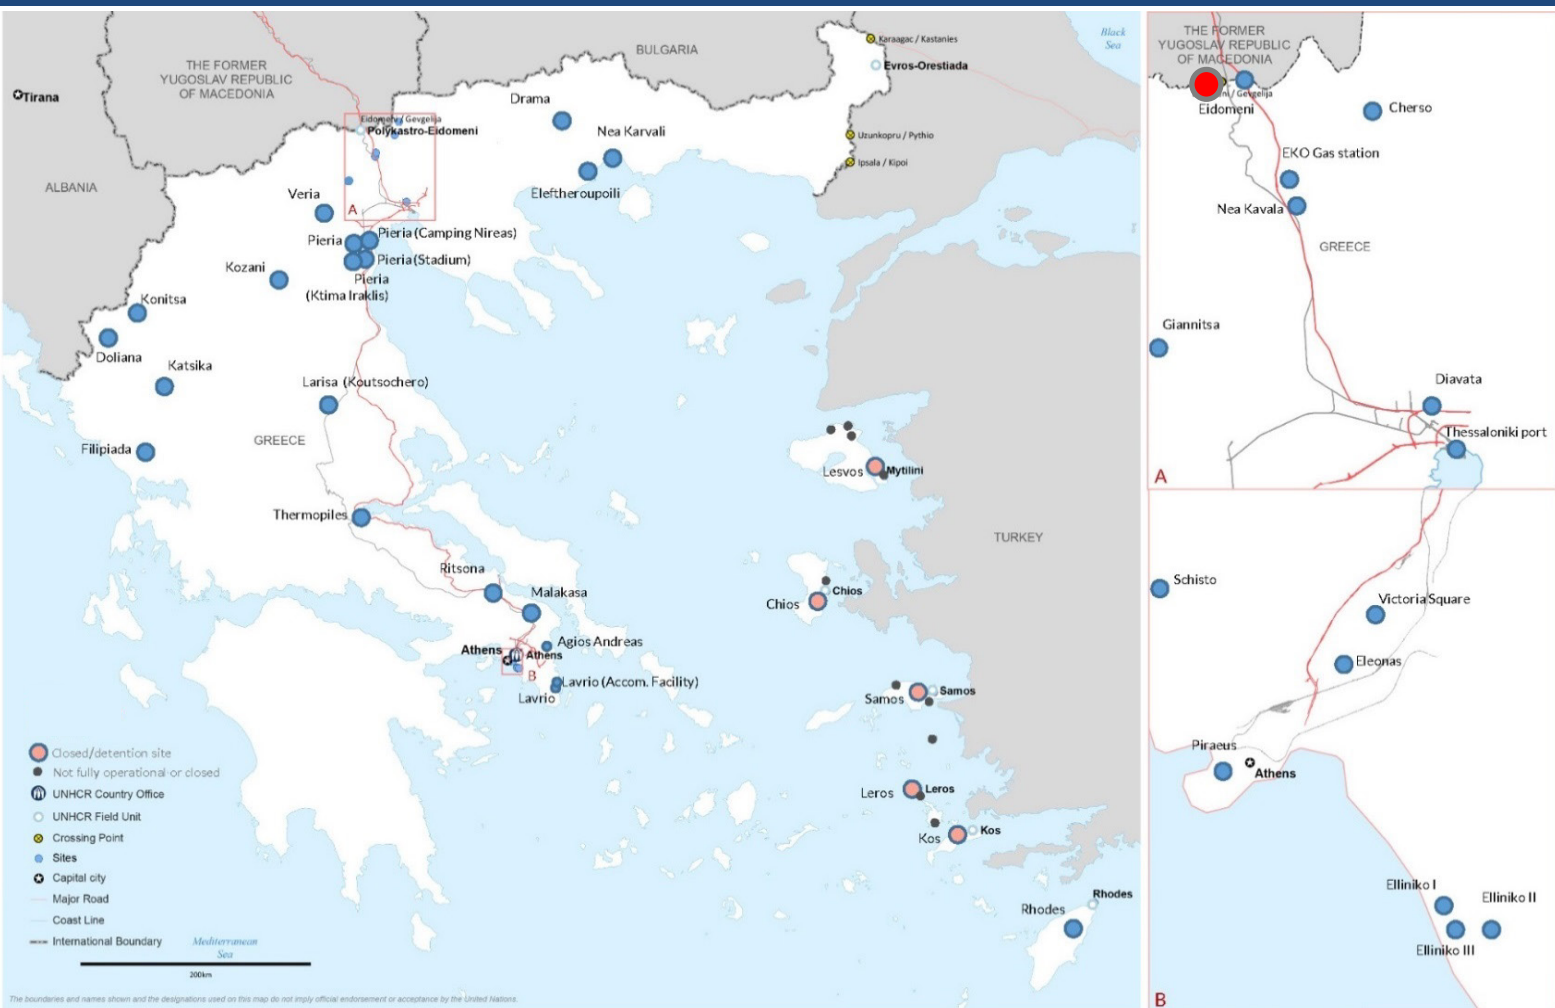 BULGARIA
Black
Sea
Karaagac / Kastanies
Evros-Orestiada
THE FORMER
YUGOSLAV REPUBLIC
OF MACEDONIA
Tirana
Drama
Eidomeni / Gevgelija
Polykastro-Eidomeni
Nea Karvali
Uzunkopru / Pythio
Ipsala / Kipoi
ALBANIA
Veria
A
Eleftheroupoili
Pieria
Pieria (Camping Nireas)
Pieria (Stadium)
Kozani
Pieria
(Ktima Iraklis)
Konitsa
Doliana
Katsika
Larisa (Koutsochero)
GREECE
Filipiada
Lesvos
Mytilini
Thermopiles
TURKEY
Ritsona
Malakasa
Chios
Chios
Agios Andreas
Athens
Athens
B
Lavrio (Accom. Facility)
Lavrio
Samos
Samos
Leros
Leros
Kos
Kos
Rhodes
Rhodes
Closed/detention site
Not fully operational or closed
UNHCR Country Office
UNHCR Field Unit
Crossing Point
Sites
Capital city
Major Road
Coast Line
International Boundary
Mediterranean
Sea
200km
The boundaries and names shown and the designations used on this map do not imply official endorsement or acceptance by the United Nations.
THE FORMER
YUGOSLAV REPUBLIC
OF MACEDONIA
/ Gevgelija
Eidomeni
Cherso
EKO Gas station
Nea Kavala
GREECE
Giannitsa
Diavata
Thessaloniki port
A
Schisto
Victoria Square
Eleonas
Piraeus
Athens
Elliniko I
Elliniko II
Elliniko III
B